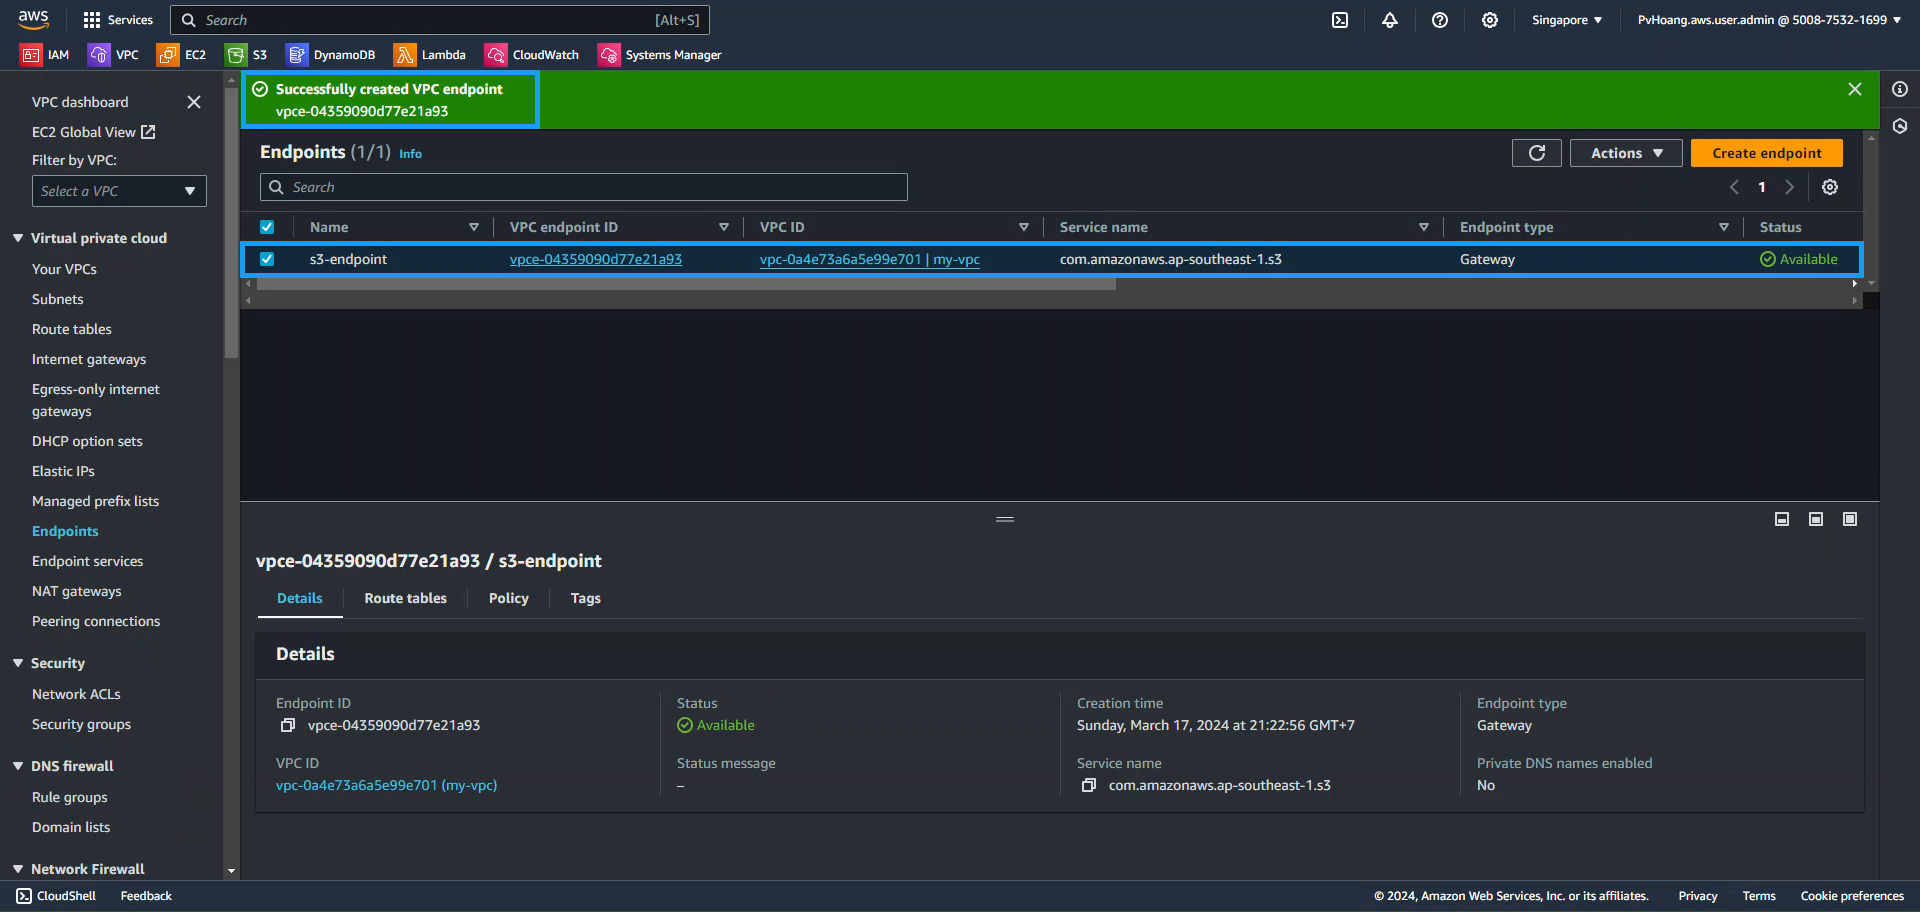 aws
Services
Search [Alt+S]
Singapore
PvHoang.aws.user.admin @ 5008-7532-1699
IAM
VPC
EC2
S3
DynamoDB
Lambda
CloudWatch
Systems Manager
VPC dashboard
EC2 Global View
Filter by VPC:
Select a VPC
Virtual private cloud
Your VPCs
Subnets
Route tables
Internet gateways
Egress-only internet
gateways
DHCP option sets
Elastic IPs
Managed prefix lists
Endpoints
Endpoint services
NAT gateways
Peering connections
Security
Network ACLs
Security groups
DNS firewall
Rule groups
Domain lists
Network Firewall
Successfully created VPC endpoint
vpce-04359090d77e21a93
Endpoints (1/1) Info
Actions
Create endpoint
Search
1
Name VPC endpoint ID VPC ID Service name Endpoint type Status
s3-endpoint vpce-04359090d77e21a93 vpc-0a4e73a6a5e99e701 | my-vpc com.amazonaws.ap-southeast-1.s3 Gateway Available
vpce-04359090d77e21a93 / s3-endpoint
Details Route tables Policy Tags
Details
Endpoint ID
vpce-04359090d77e21a93
Status
Available
Creation time
Sunday, March 17, 2024 at 21:22:56 GMT+7
Endpoint type
Gateway
VPC ID
vpc-0a4e73a6a5e99e701 (my-vpc)
Status message
–
Service name
com.amazonaws.ap-southeast-1.s3
Private DNS names enabled
No
CloudShell
Feedback
© 2024, Amazon Web Services, Inc. or its affiliates.
Privacy
Terms
Cookie preferences